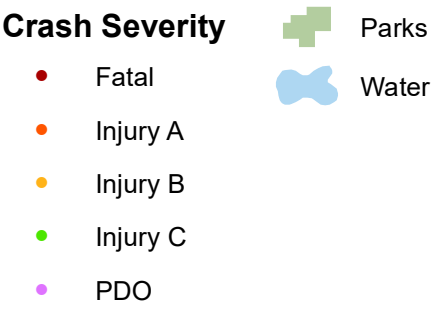 Crash Severity
Fatal
Injury A
Injury B
Injury C
PDO
Parks
Water